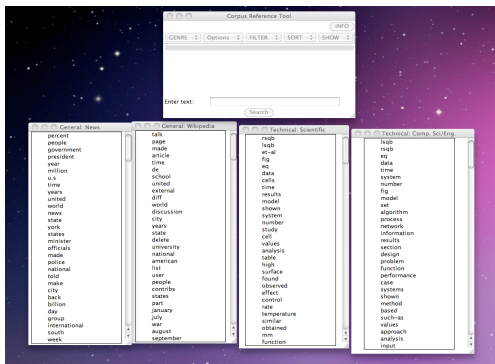 Corpus Reference Tool
INFO
GENRE Options FILTER SORT SHOW
Enter text:
Search
General: News
percent
people
government
president
year
million
u.s
time
years
united
world
news
state
york
states
minister
officials
made
police
national
told
make
city
back
billion
day
group
international
south
week
General: Wikipedia
talk
page
made
article
time
de
school
united
external
diff
world
discussion
city
state
years
delete
university
national
american
list
user
people
contribs
states
part
january
july
war
august
september
Technical: Scientific
rsqb
lsqb
et-al
fig
eq
data
cells
time
results
model
shown
system
number
study
cell
values
analysis
table
high
surface
found
observed
effect
control
rate
temperature
similar
obtained
mm
function
Technical: Comp. Sci/Eng.
lsqb
rsqb
eq
data
time
system
number
fig
model
set
algorithm
process
network
information
results
section
design
problem
function
performance
case
systems
shown
method
based
such-as
values
approach
analysis
input